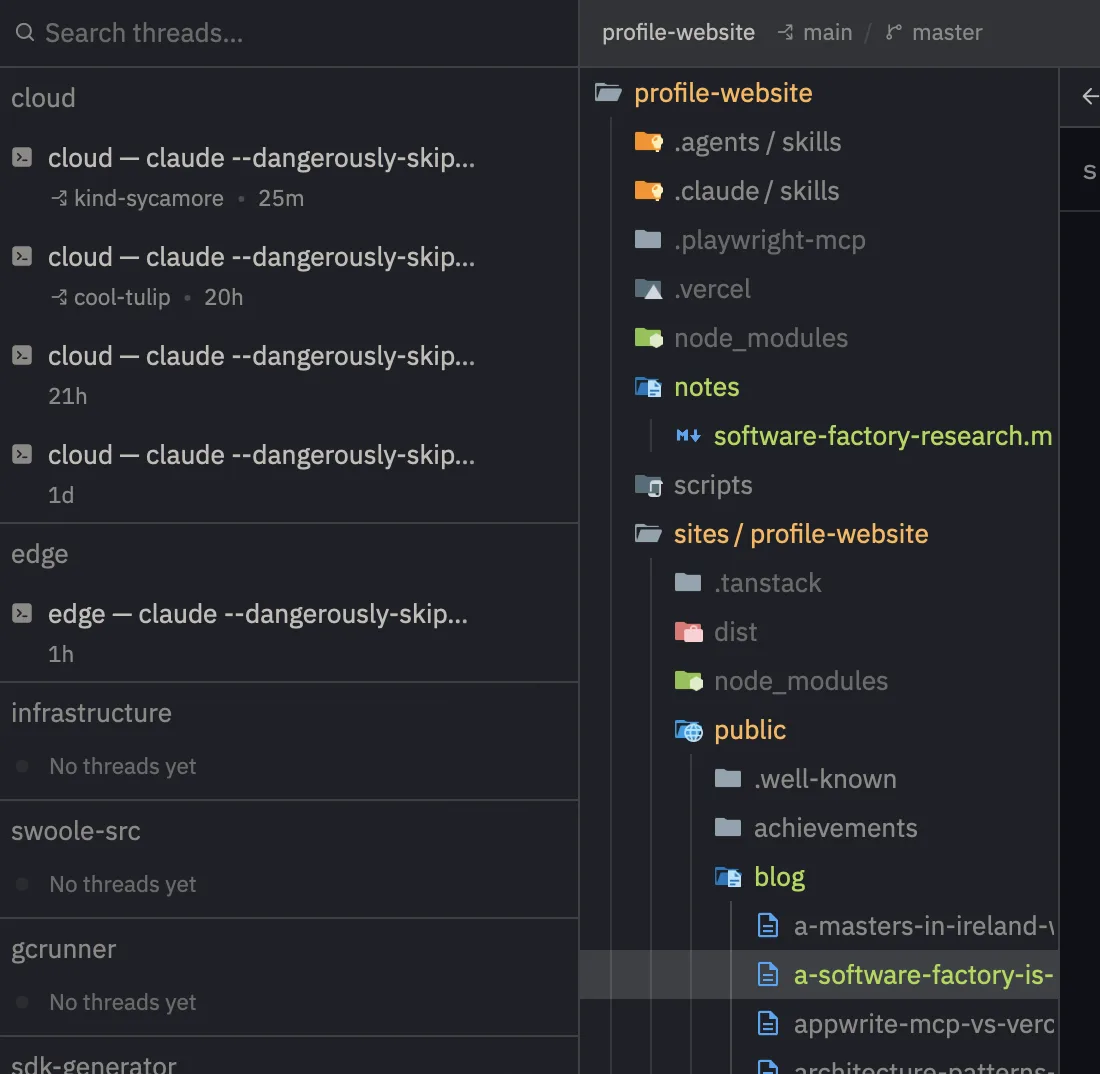 Search threads...
cloud
cloud — claude --dangerously-skip...
kind-sycamore • 25m
cloud — claude --dangerously-skip...
cool-tulip • 20h
cloud — claude --dangerously-skip...
21h
cloud — claude --dangerously-skip...
1d
edge
edge — claude --dangerously-skip...
1h
infrastructure
No threads yet
swoole-src
No threads yet
gcrunner
No threads yet
sdk-generator
profile-website main / master
profile-website
.agents / skills
.claude / skills
.playwright-mcp
.vercel
node_modules
notes
software-factory-research.m
scripts
sites / profile-website
.tanstack
dist
node_modules
public
.well-known
achievements
blog
a-masters-in-ireland-
a-software-factory-is-
appwrite-mcp-vs-verc
architecture-patterns-